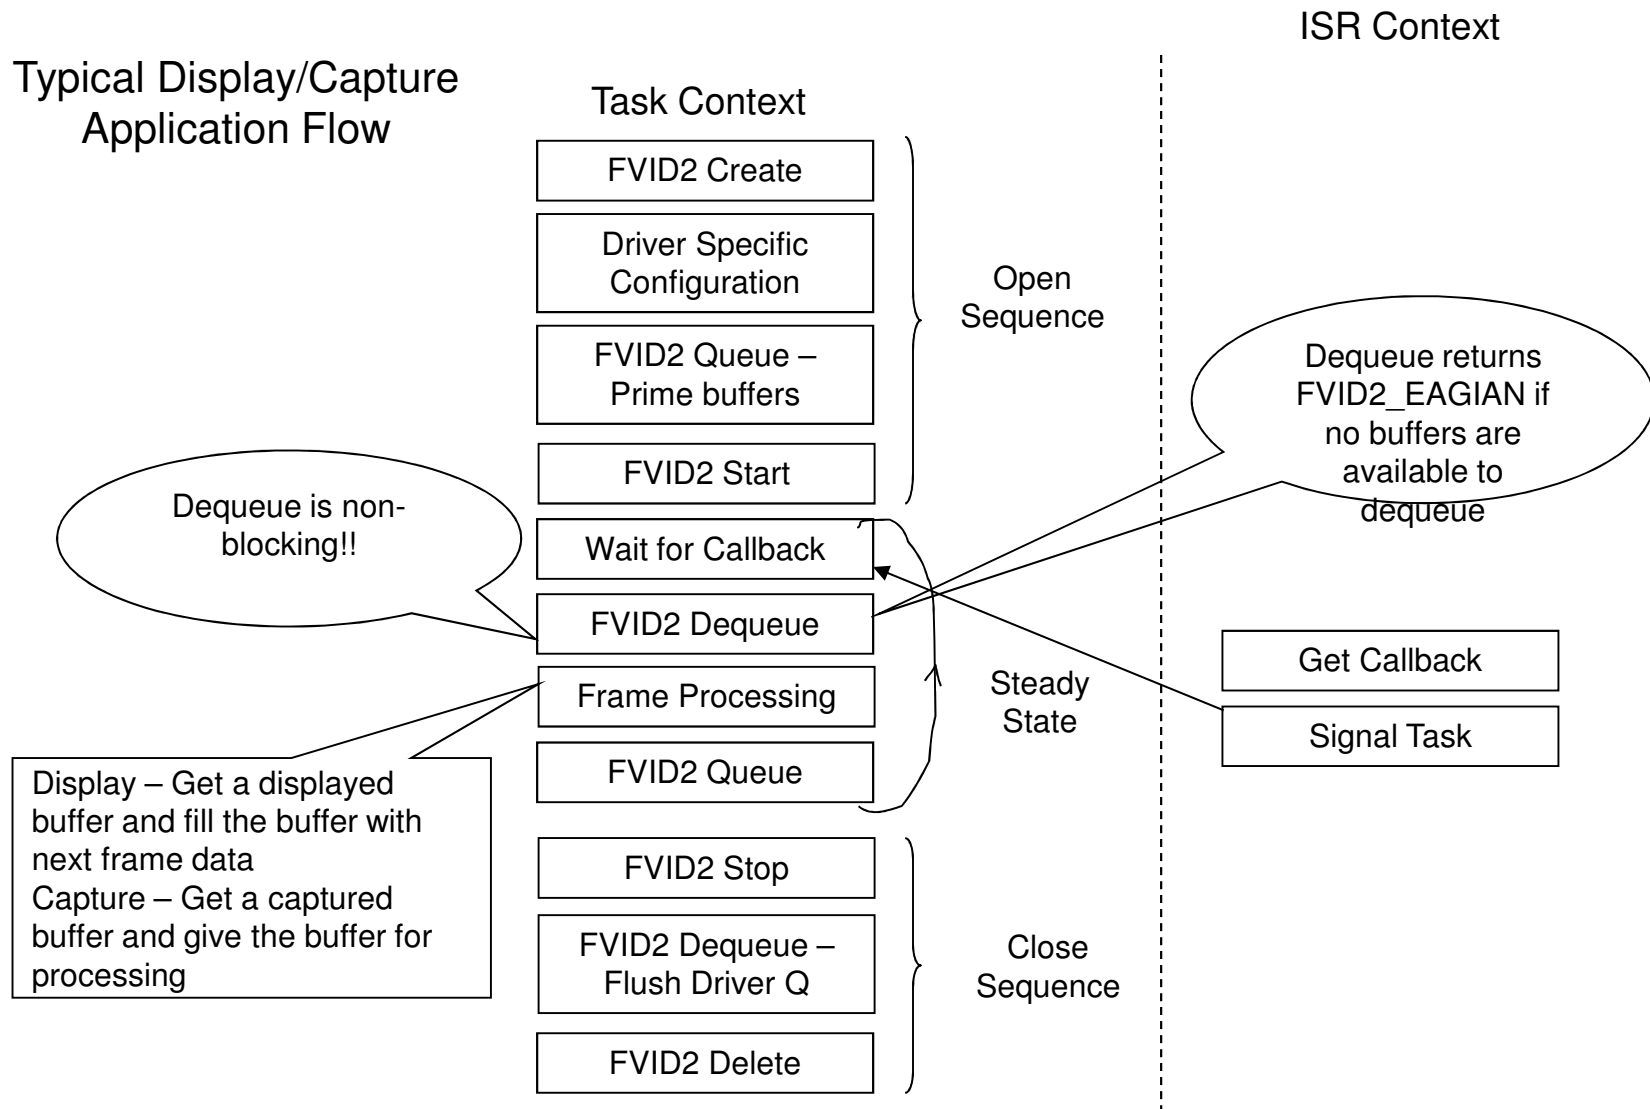 ISR Context
Typical Display/Capture
Application Flow
Task Context
FVID2 Create
Driver Specific
Configuration
FVID2 Queue –
Prime buffers
FVID2 Start
Open
Sequence
Dequeue returns
FVID2_EAGIAN if
no buffers are
available to
dequeue
Dequeue is non-
blocking!!
Wait for Callback
FVID2 Dequeue
Frame Processing
FVID2 Queue
Steady
State
Get Callback
Signal Task
Display – Get a displayed
buffer and fill the buffer with
next frame data
Capture – Get a captured
buffer and give the buffer for
processing
FVID2 Stop
FVID2 Dequeue –
Flush Driver Q
FVID2 Delete
Close
Sequence